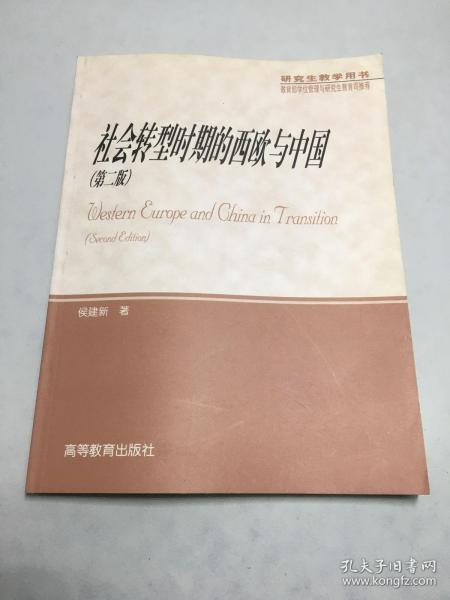 研究生教学用书
教育部学位管理与研究生教育司推荐
社会转型时期的西欧与中国
(第二版)
Western Europe and China in Transition
(Second Edition)
侯建新 著
高等教育出版社
孔夫子旧书网
www.kongfz.com